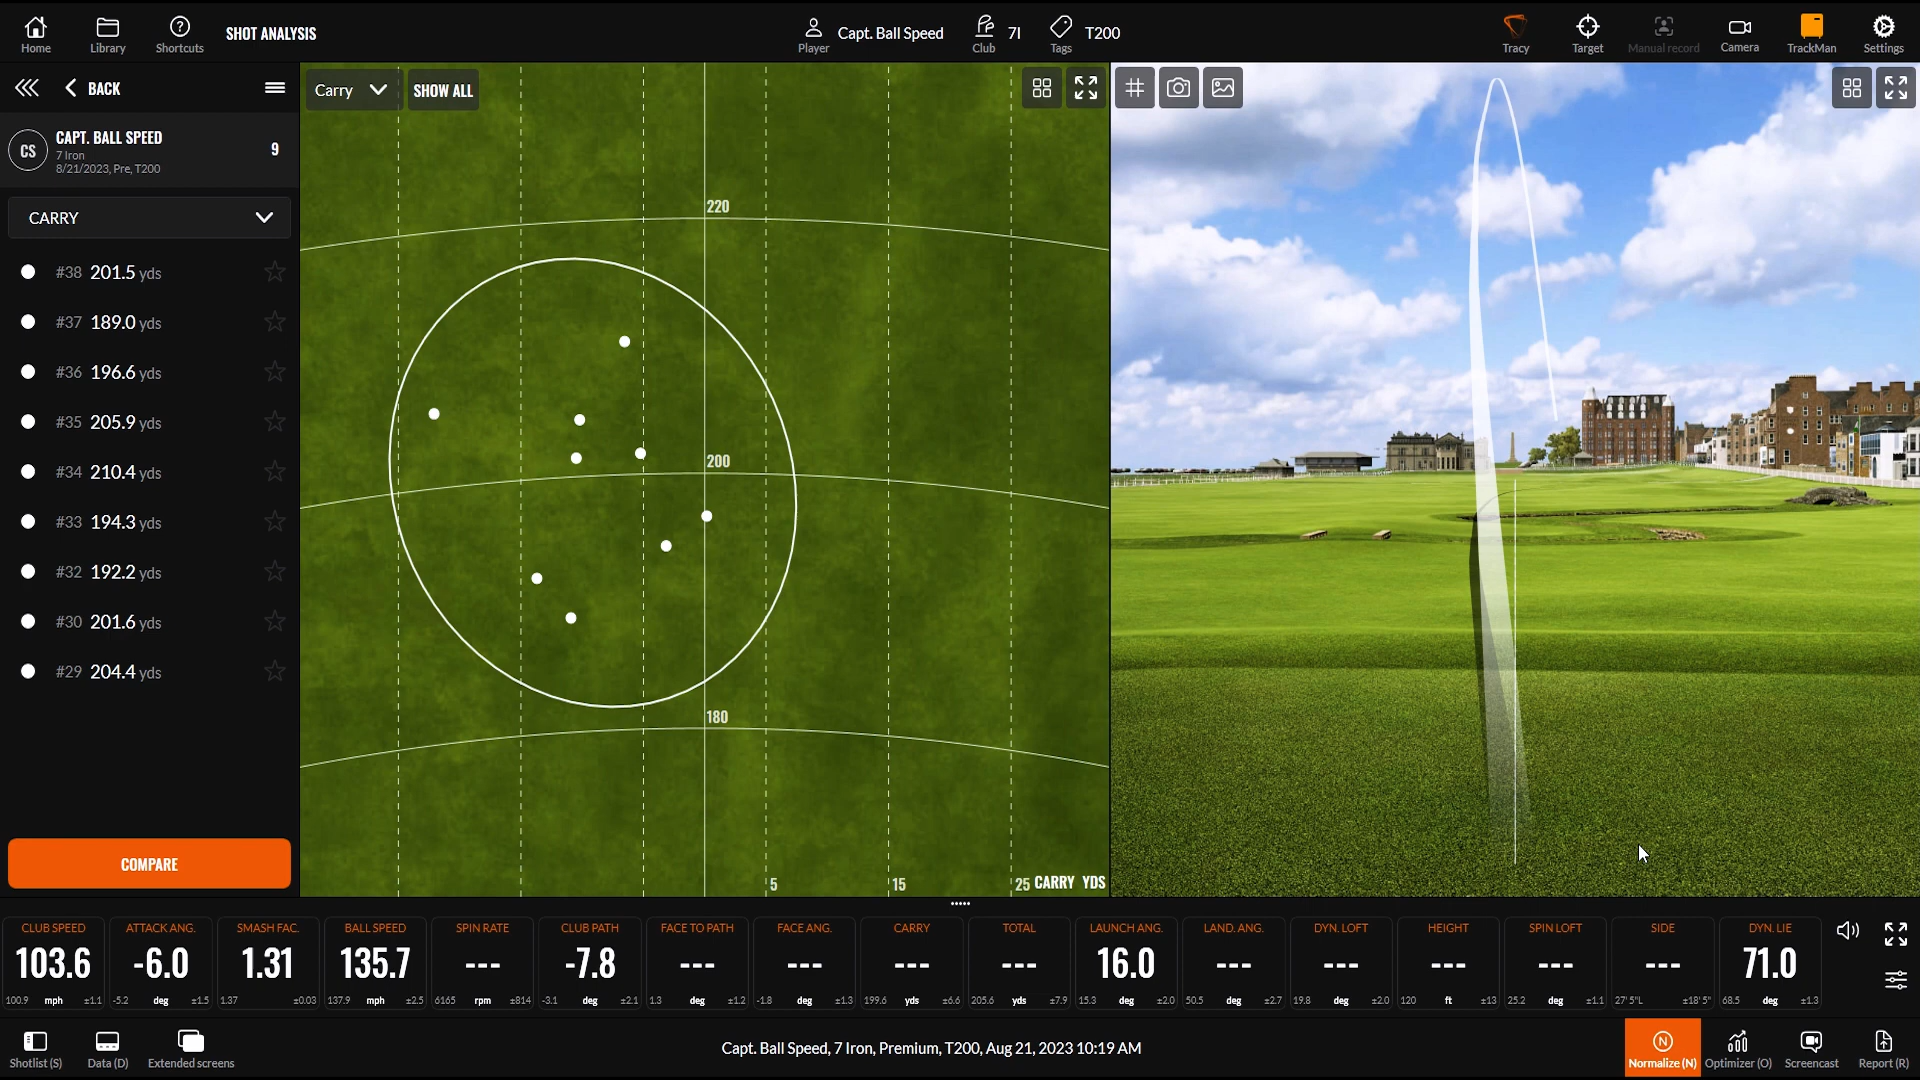 Home
Library
Shortcuts
SHOT ANALYSIS
Player
Capt. Ball Speed
Club
7I
Tags
T200
Tracy
Target
Manual record
Camera
TrackMan
Settings
BACK
CS
CAPT. BALL SPEED
7 Iron
8/21/2023, Pre, T200
9
CARRY
#38 201.5 yds
#37 189.0 yds
#36 196.6 yds
#35 205.9 yds
#34 210.4 yds
#33 194.3 yds
#32 192.2 yds
#30 201.6 yds
#29 204.4 yds
COMPARE
Carry
SHOW ALL
220
200
180
5
15
25
CARRY YDS
CLUB SPEED
103.6
100.9 mph ±1.1
ATTACK ANG.
-6.0
-5.2 deg ±1.5
SMASH FAC.
1.31
1.37 ±0.03
BALL SPEED
135.7
137.9 mph ±2.5
SPIN RATE
---
6165 rpm ±814
CLUB PATH
-7.8
-3.1 deg ±2.1
FACE TO PATH
---
1.3 deg ±1.2
FACE ANG.
---
-1.8 deg ±1.3
CARRY
---
199.6 yds ±6.6
TOTAL
---
205.6 yds ±7.9
LAUNCH ANG.
16.0
15.3 deg ±2.0
LAND. ANG.
---
50.5 deg ±2.7
DYN. LOFT
---
19.8 deg ±2.0
HEIGHT
---
120 ft ±13
SPIN LOFT
---
25.2 deg ±1.1
SIDE
---
27' 5"L ±18' 5"
DYN. LIE
71.0
68.5 deg ±1.3
Shotlist (S)
Data (D)
Extended screens
Capt. Ball Speed, 7 Iron, Premium, T200, Aug 21, 2023 10:19 AM
N
Normalize (N)
Optimizer (O)
Screencast
Report (R)